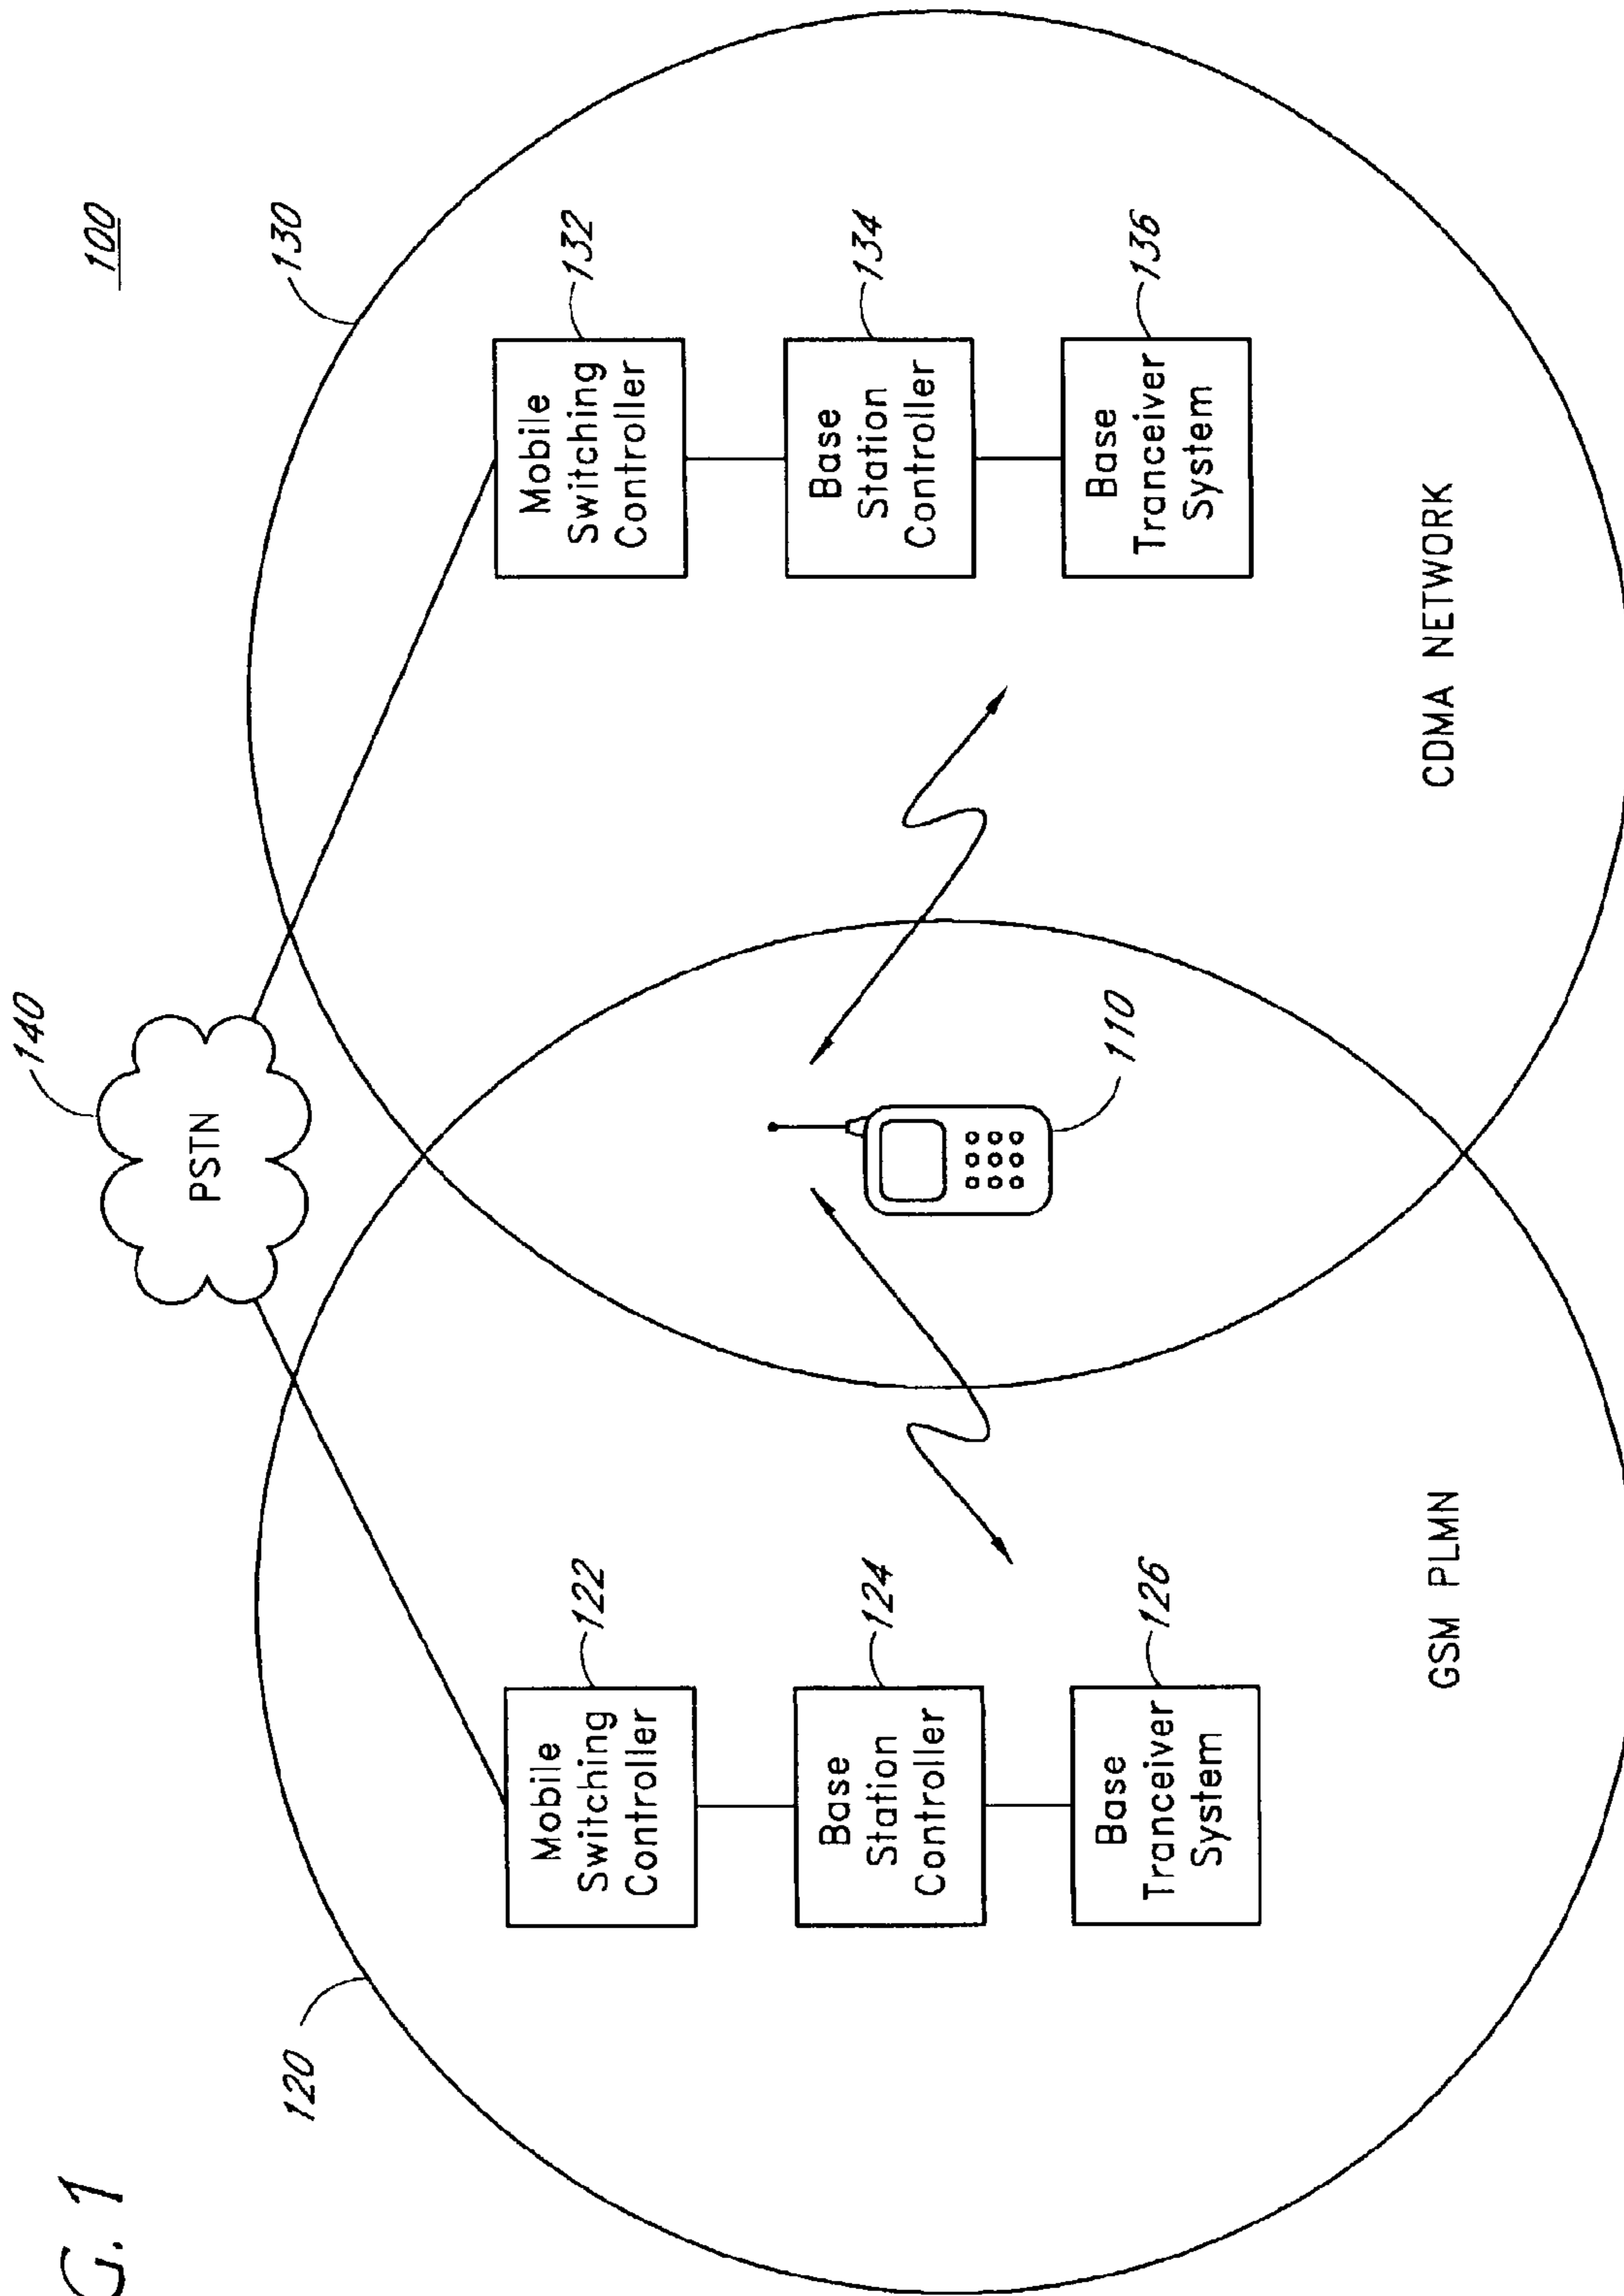 G. 1
100
140
PSTN
120
130
Mobile
Switching
Controller
122
Mobile
Switching
Controller
132
Base
Station
Controller
124
Base
Station
Controller
134
110
Base
Tranceiver
System
126
Base
Tranceiver
System
136
GSM PLMN
CDMA NETWORK